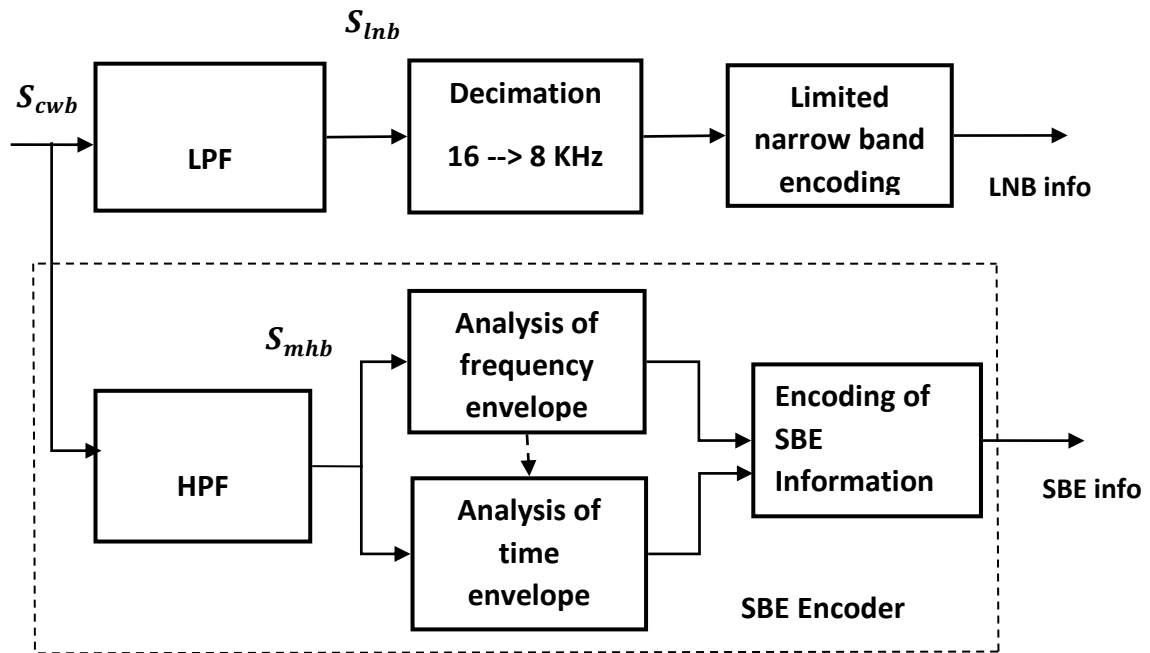 S_lnb
S_cwb
LPF
Decimation
16 --> 8 KHz
Limited
narrow band
encoding
LNB info
S_mhb
HPF
Analysis of
frequency
envelope
Analysis of
time
envelope
Encoding of
SBE
Information
SBE info
SBE Encoder